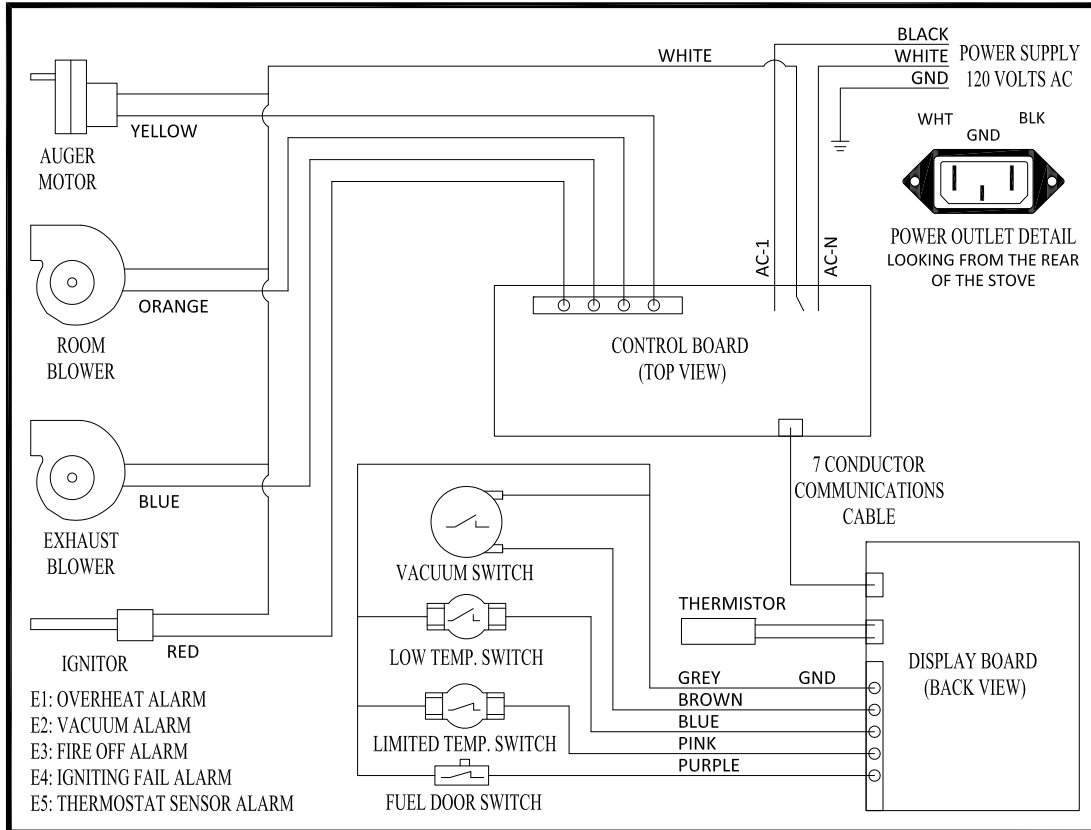 BLACK
WHITE
WHITE
GND
POWER SUPPLY
120 VOLTS AC
WHT
BLK
GND
YELLOW
AUGER
MOTOR
POWER OUTLET DETAIL
LOOKING FROM THE REAR
OF THE STOVE
AC-1
AC-N
ORANGE
ROOM
BLOWER
CONTROL BOARD
(TOP VIEW)
7 CONDUCTOR
COMMUNICATIONS
CABLE
BLUE
EXHAUST
BLOWER
VACUUM SWITCH
THERMISTOR
RED
IGNITOR
LOW TEMP. SWITCH
DISPLAY BOARD
(BACK VIEW)
GREY
GND
BROWN
BLUE
PINK
PURPLE
LIMITED TEMP. SWITCH
FUEL DOOR SWITCH
E1: OVERHEAT ALARM
E2: VACUUM ALARM
E3: FIRE OFF ALARM
E4: IGNITING FAIL ALARM
E5: THERMOSTAT SENSOR ALARM